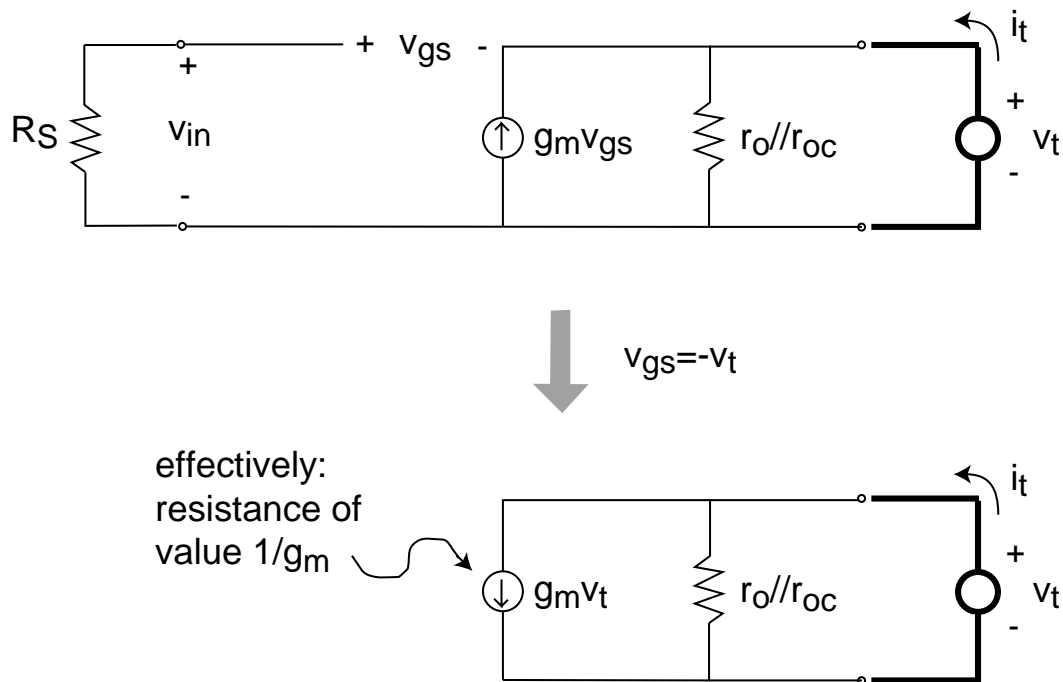 i_t
+ v_gs -
+
+
R_S
v_in
g_m v_gs
r_o//r_oc
v_t
-
-
v_gs=-v_t
effectively:
resistance of
value 1/g_m
i_t
+
g_m v_t
r_o//r_oc
v_t
-